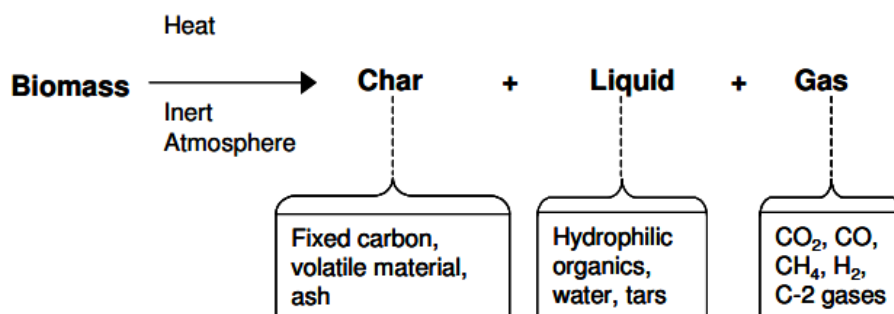 Heat
Biomass Char + Liquid + Gas
Inert
Atmosphere
Fixed carbon,
volatile material,
ash
Hydrophilic
organics,
water, tars
CO₂, CO,
CH₄, H₂,
C-2 gases